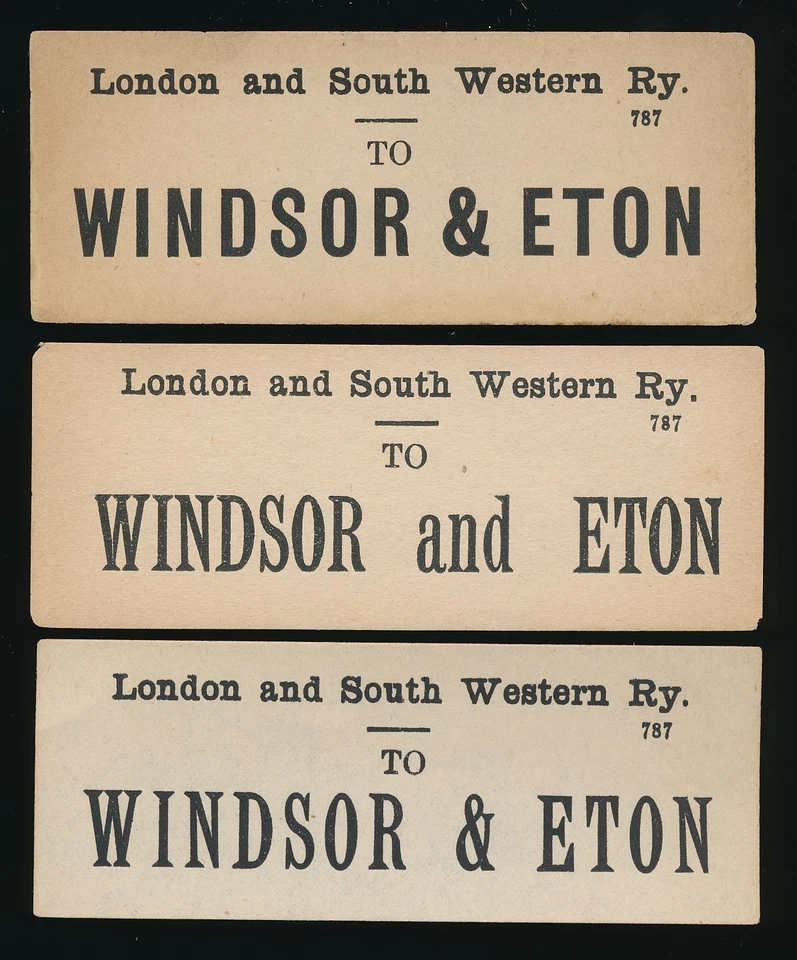 London and South Western Ry.
787
TO
WINDSOR & ETON
London and South Western Ry.
787
TO
WINDSOR and ETON
London and South Western Ry.
787
TO
WINDSOR & ETON